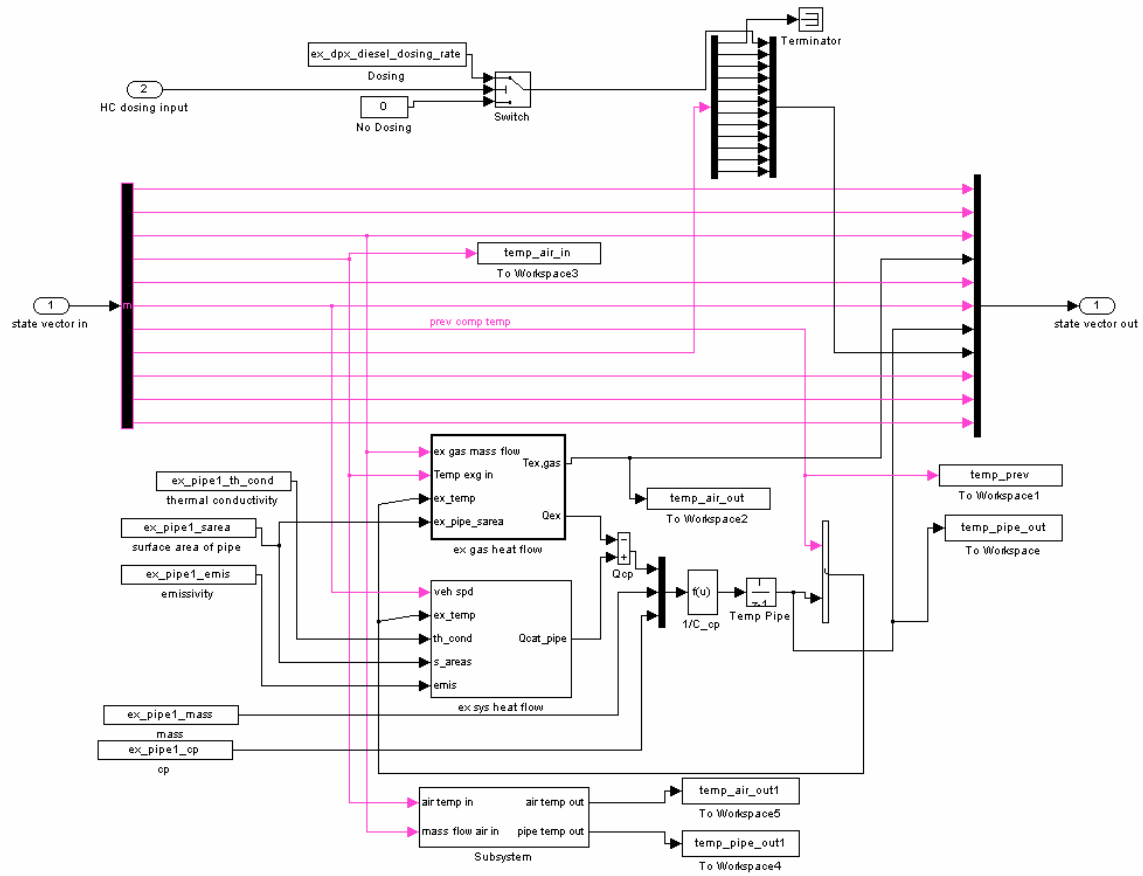 Terminator
ex_dpx_diesel_dosing_rate
Dosing
2
HC dosing input
0
No Dosing
Switch
temp_air_in
To Workspace3
1
state vector in
m
prev comp temp
1
state vector out
ex gas mass flow
Temp exg in
ex_temp
ex_pipe_sarea
Tex,gas
Qex
ex gas heat flow
ex_pipe1_th_cond
thermal conductivity
ex_pipe1_sarea
surface area of pipe
ex_pipe1_emis
emissivity
temp_air_out
To Workspace2
temp_prev
To Workspace1
temp_pipe_out
To Workspace
−
+
Qcp
f(u)
1/C_cp
Temp Pipe
veh spd
ex_temp
th_cond
s_areas
emis
Qcat_pipe
ex sys heat flow
ex_pipe1_mass
mass
ex_pipe1_cp
cp
air temp in
mass flow air in
air temp out
pipe temp out
Subsystem
temp_air_out1
To Workspace5
temp_pipe_out1
To Workspace4